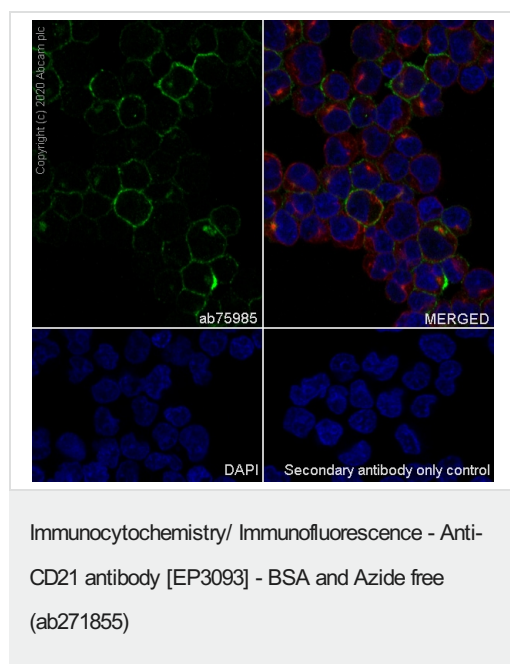 Copyright (c) 2020 Abcam plc
ab75985
MERGED
DAPI
Secondary antibody only control
Immunocytochemistry/ Immunofluorescence - Anti-
CD21 antibody [EP3093] - BSA and Azide free
(ab271855)